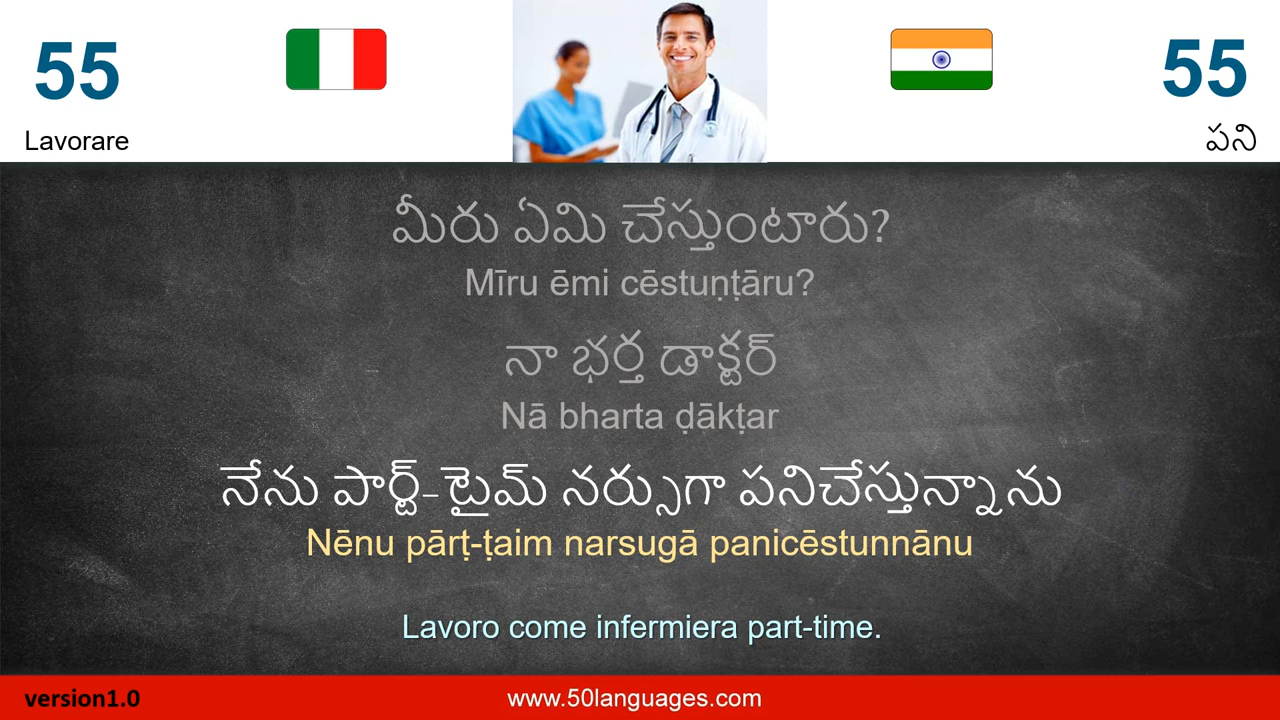 55
55
Lavorare
పని
మీరు ఏమి చేస్తుంటారు?
Mīru ēmi cēstuṇṭāru?
నా భర్త డాక్టర్
Nā bharta ḍākṭar
నేను పార్ట్-టైమ్ నర్సుగా పనిచేస్తున్నాను
Nēnu pārṭ-ṭaim narsugā panicēstunnānu
Lavoro come infermiera part-time.
version1.0
www.50languages.com